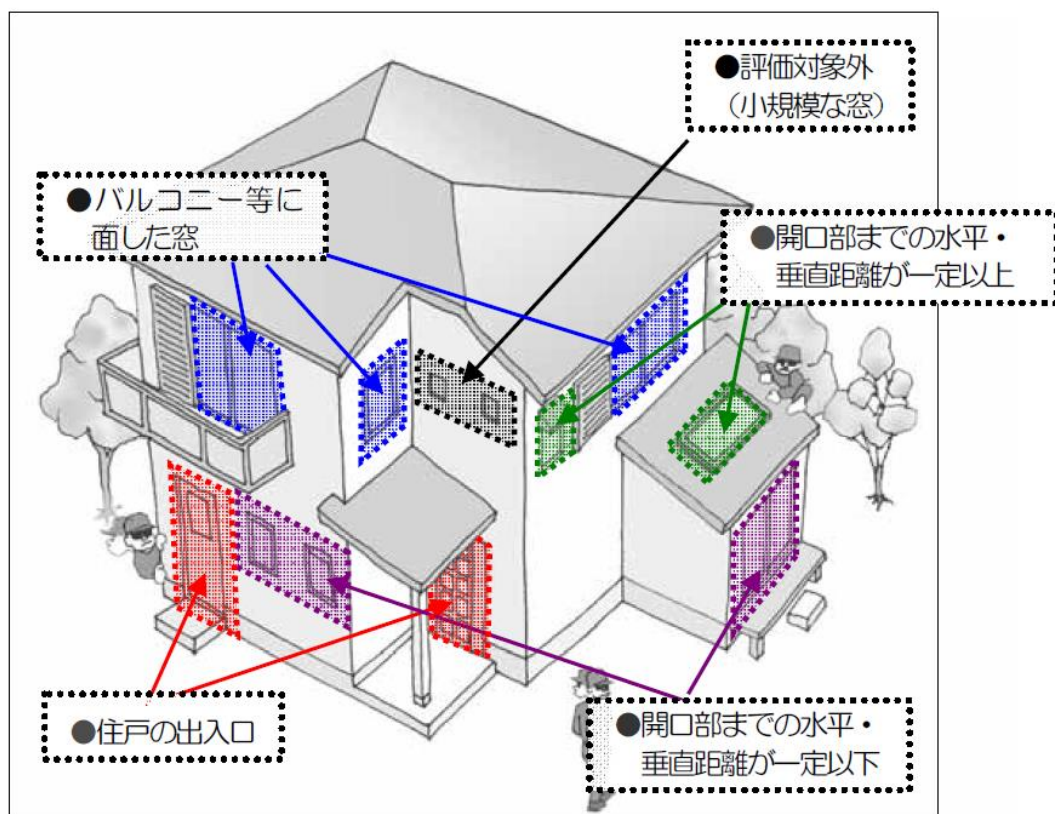 ●評価対象外
（小規模な窓）
●バルコニー等に
面した窓
●開口部までの水平・
垂直距離が一定以上
●住戸の出入口
●開口部までの水平・
垂直距離が一定以下